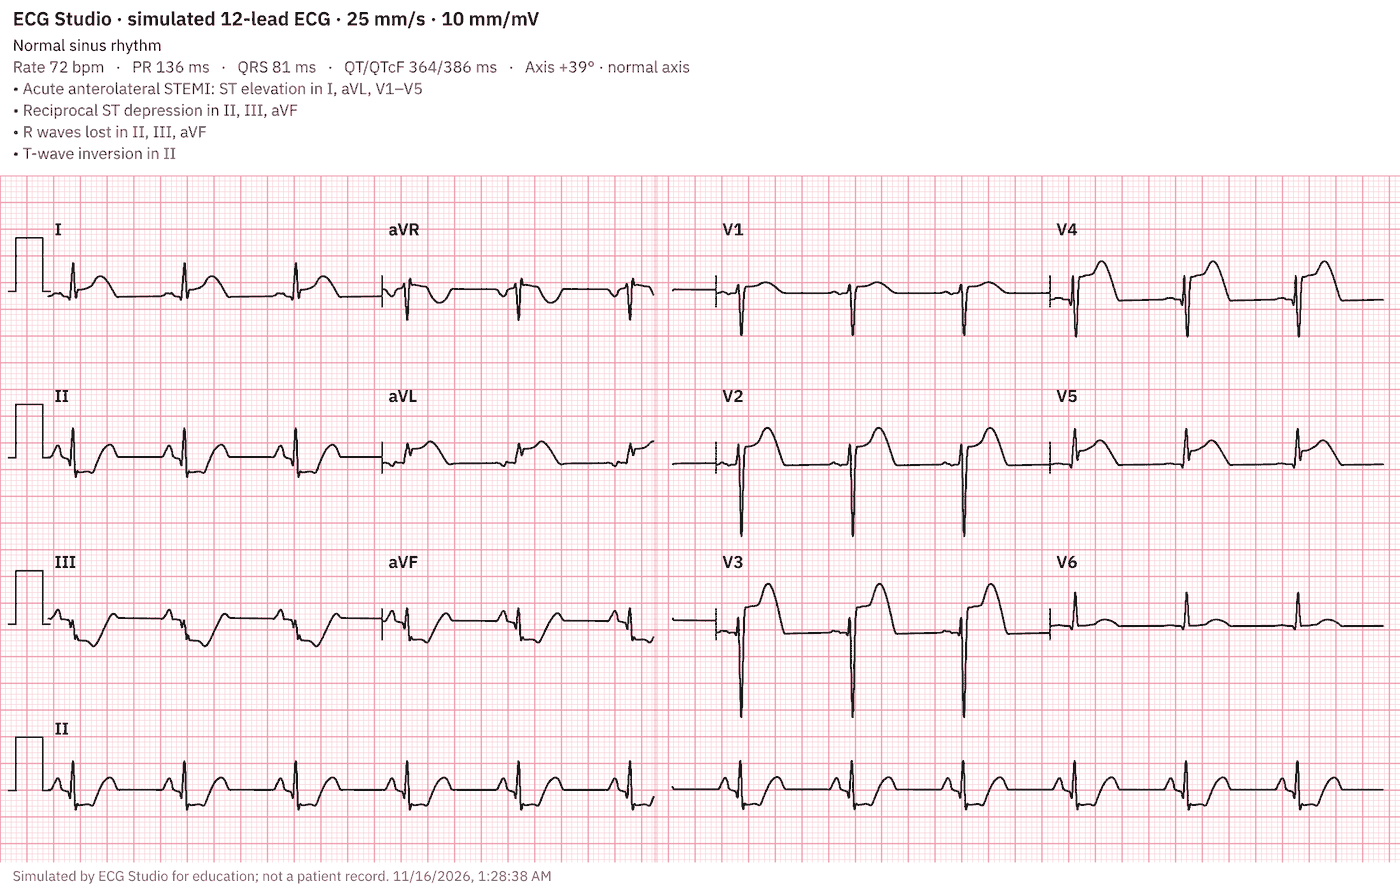 ECG Studio · simulated 12-lead ECG · 25 mm/s · 10 mm/mV
Normal sinus rhythm
Rate 72 bpm · PR 136 ms · QRS 81 ms · QT/QTcF 364/386 ms · Axis +39° · normal axis
• Acute anterolateral STEMI: ST elevation in I, aVL, V1–V5
• Reciprocal ST depression in II, III, aVF
• R waves lost in II, III, aVF
• T-wave inversion in II
I aVR V1 V4
II aVL V2 V5
III aVF V3 V6
II
Simulated by ECG Studio for education; not a patient record. 11/16/2026, 1:28:38 AM